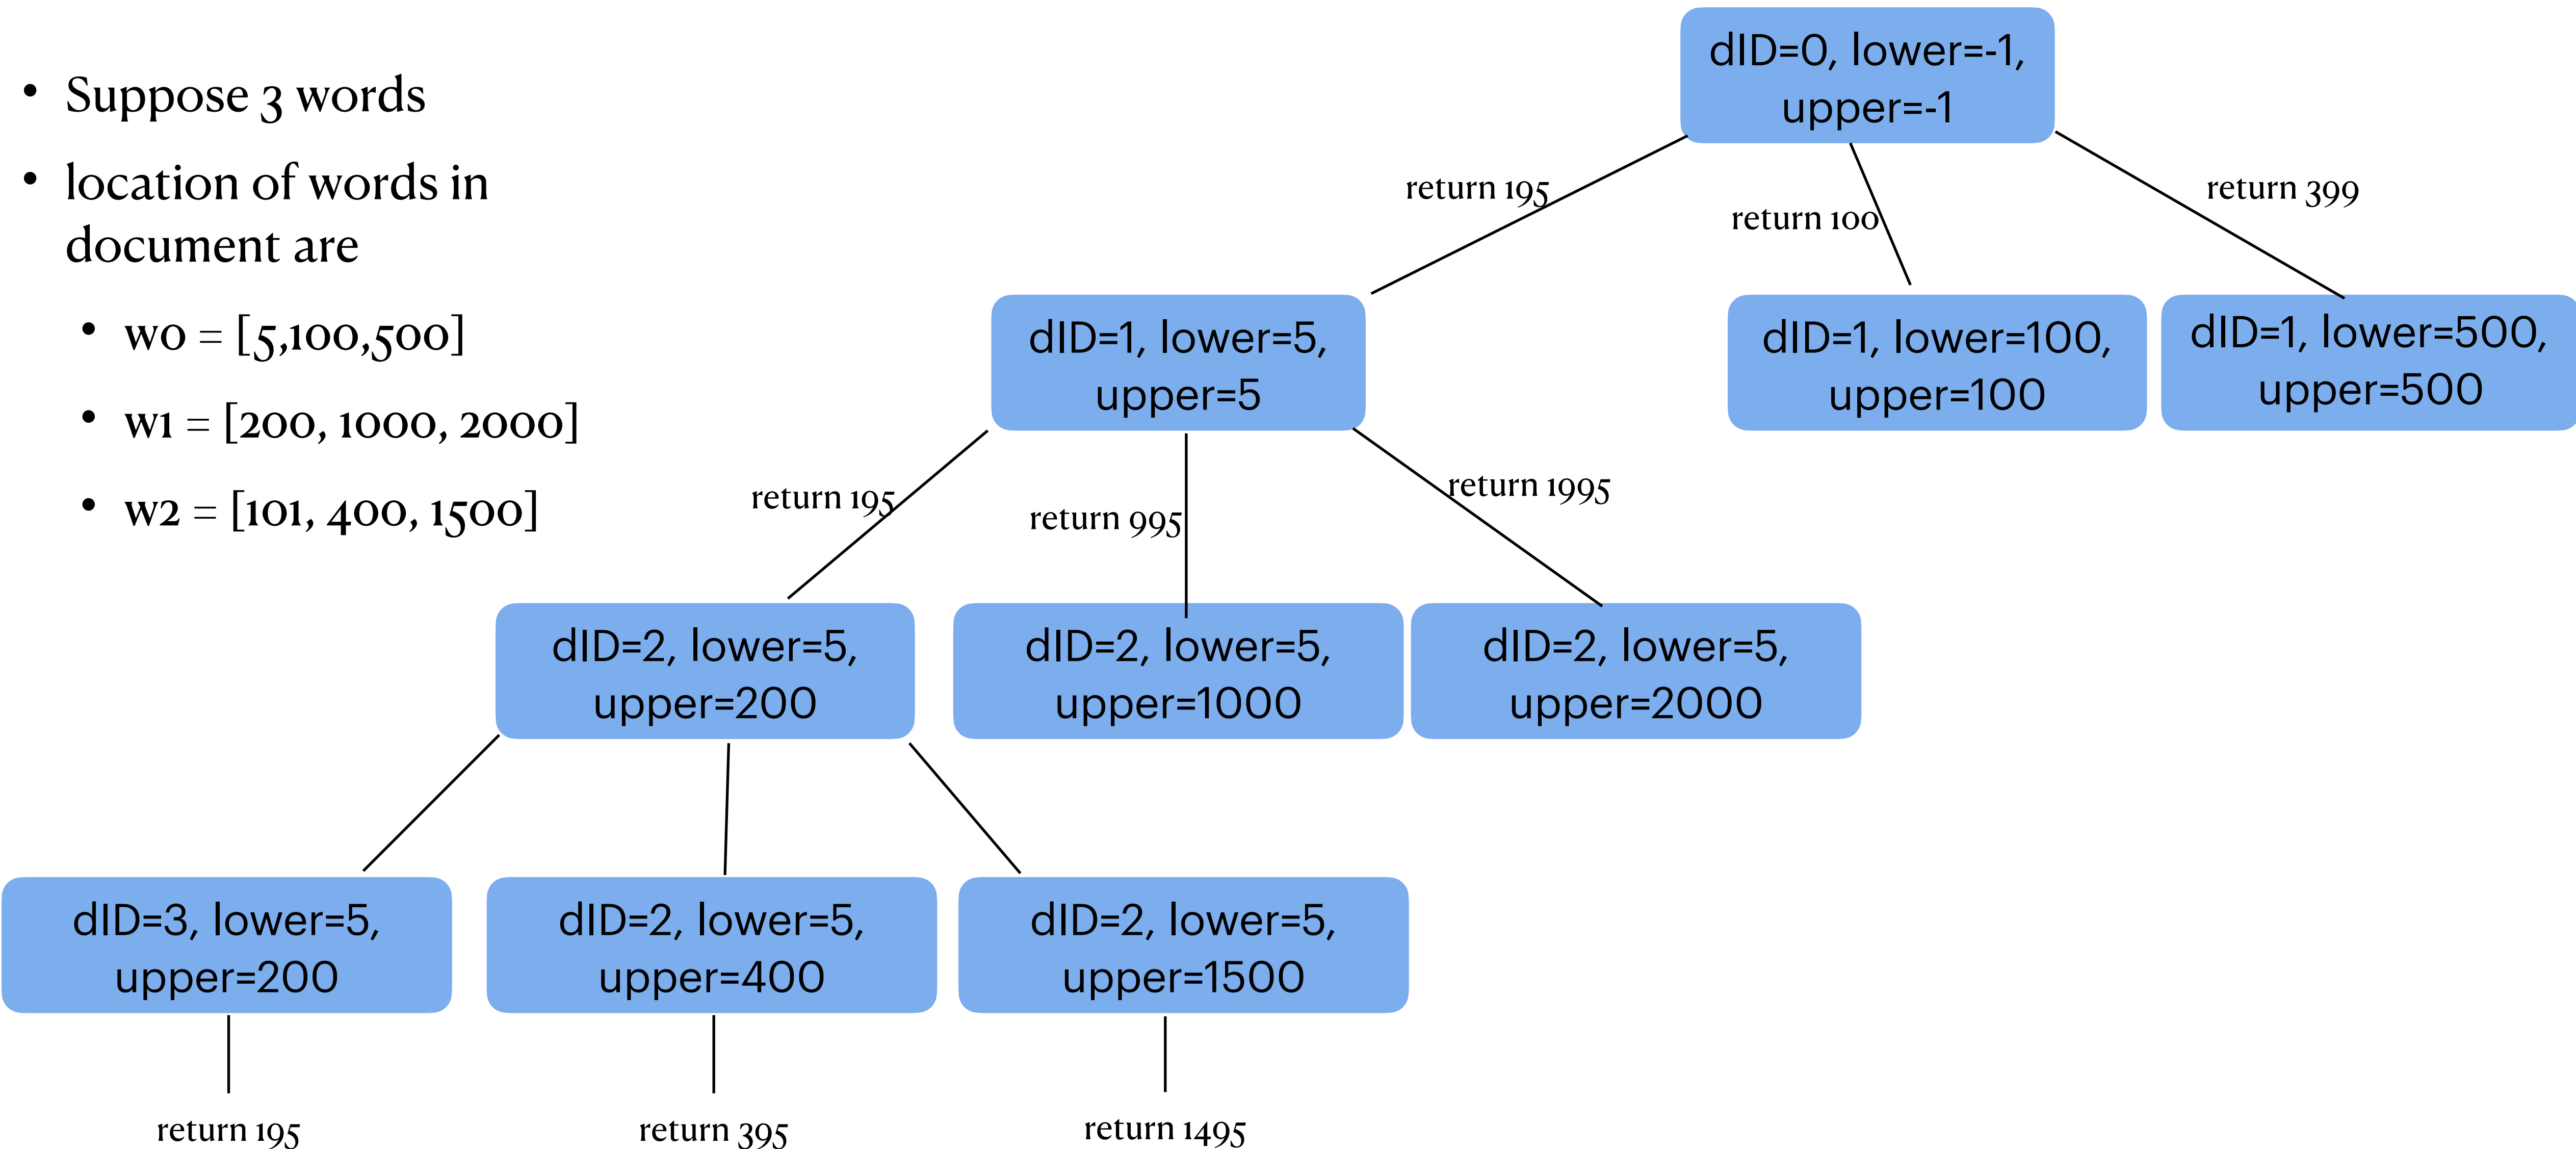 • Suppose 3 words
• location of words in
document are
• w0 = [5,100,500]
• w1 = [200, 1000, 2000]
• w2 = [101, 400, 1500]
dID=0, lower=-1,
upper=-1
return 195
return 100
return 399
dID=1, lower=5,
upper=5
dID=1, lower=100,
upper=100
dID=1, lower=500,
upper=500
return 195
return 995
return 1995
dID=2, lower=5,
upper=200
dID=2, lower=5,
upper=1000
dID=2, lower=5,
upper=2000
dID=3, lower=5,
upper=200
dID=2, lower=5,
upper=400
dID=2, lower=5,
upper=1500
return 195
return 395
return 1495